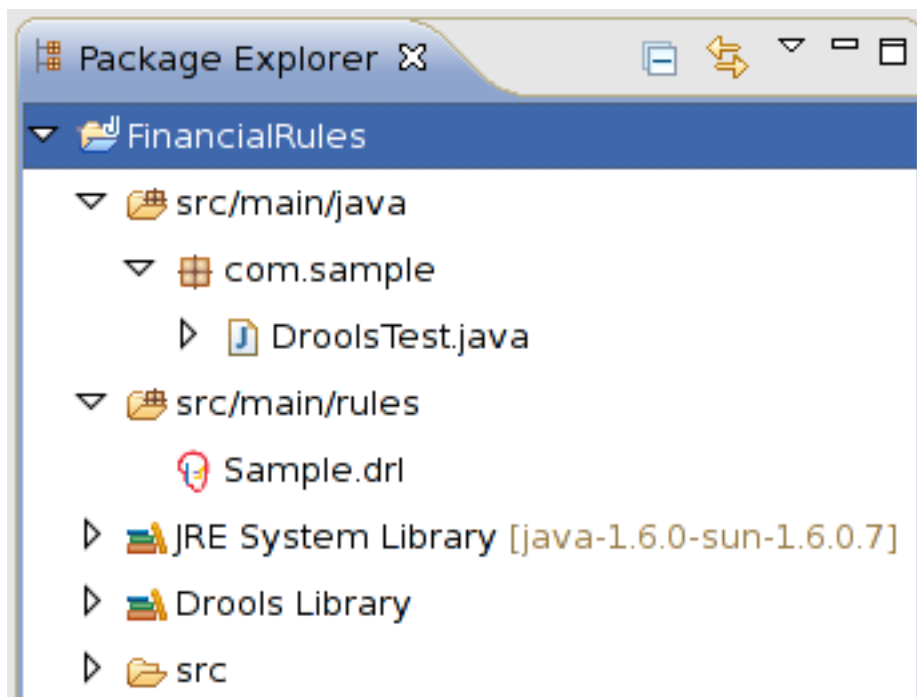 Package Explorer
FinancialRules
src/main/java
com.sample
DroolsTest.java
src/main/rules
Sample.drl
JRE System Library [java-1.6.0-sun-1.6.0.7]
Drools Library
src